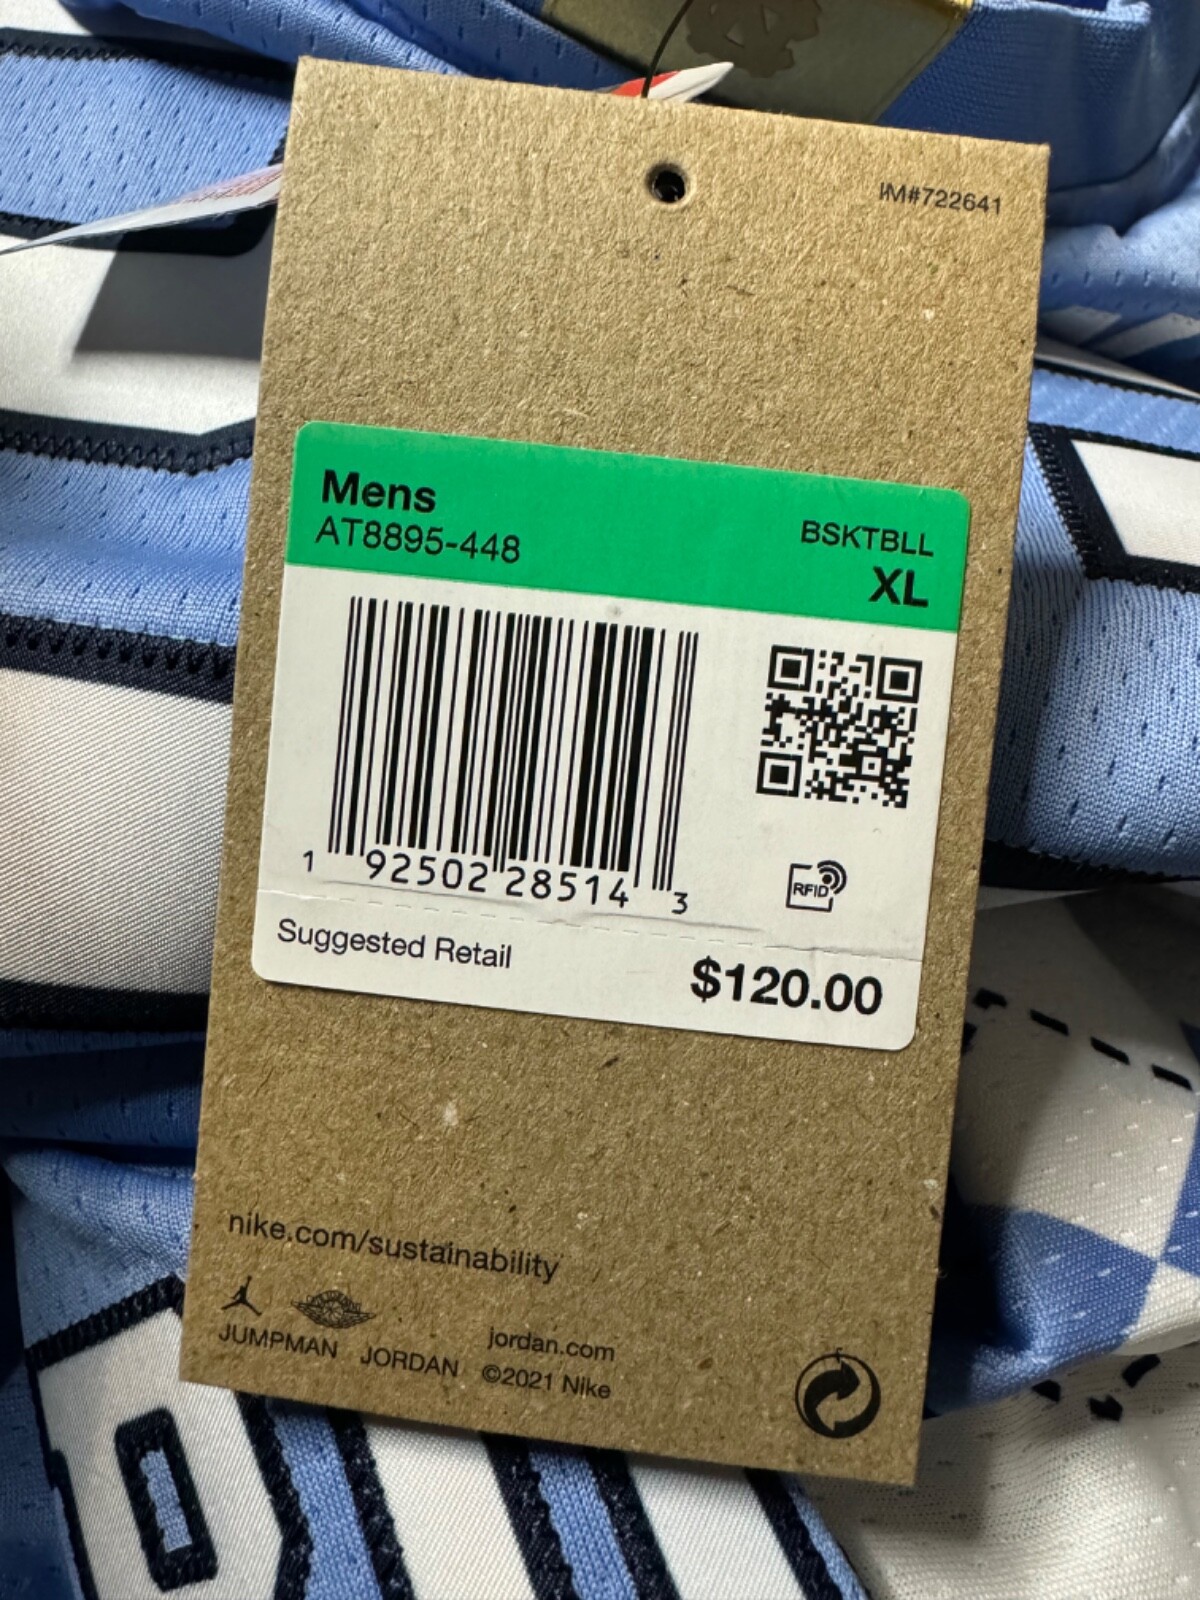 IM#722641
Mens
AT8895-448
BSKTBLL
XL
1 92502 28514 3
RFID
Suggested Retail
$120.00
nike.com/sustainability
JUMPMAN
JORDAN
jordan.com
©2021 Nike